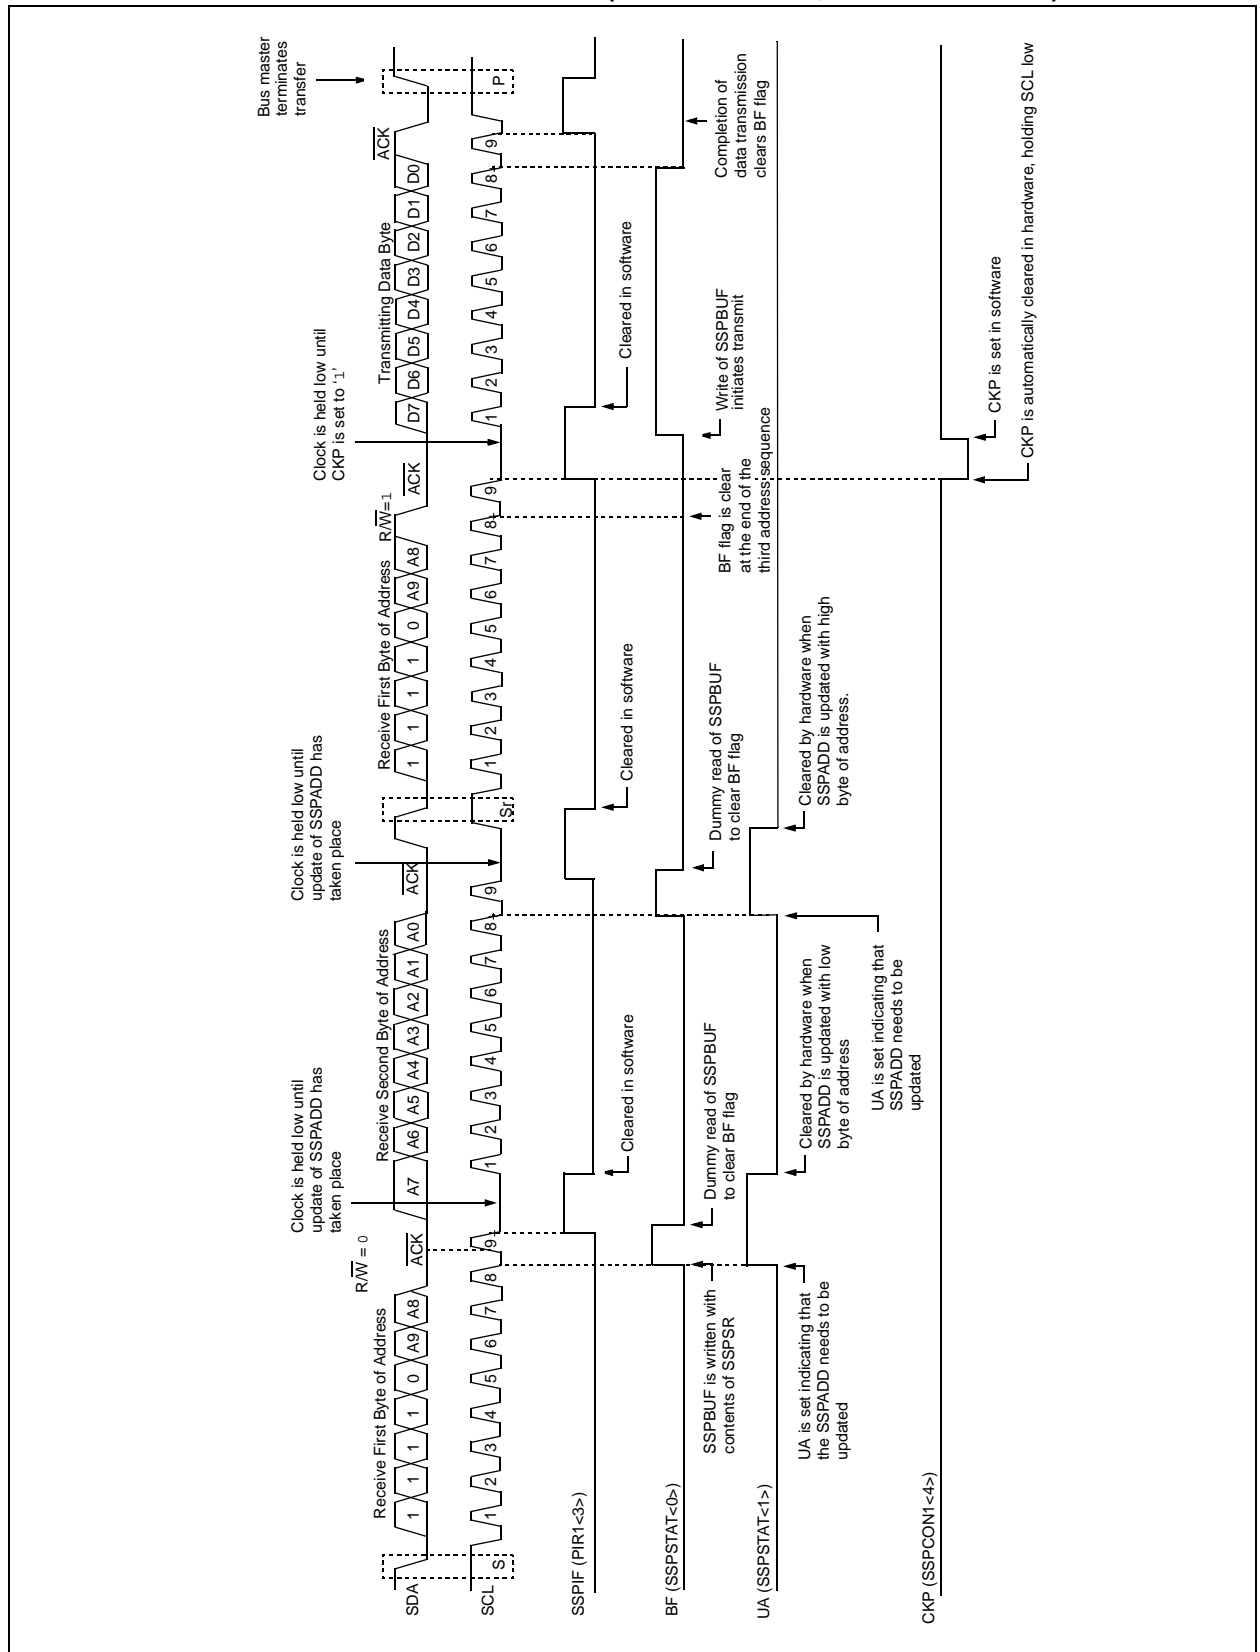 Bus master
terminates
transfer
Clock is held low until
CKP is set to '1'
Clock is held low until
update of SSPADD has
taken place
Clock is held low until
update of SSPADD has
taken place
R/W = 0
Receive First Byte of Address
ACK
Receive Second Byte of Address
ACK
Receive First Byte of Address
R/W=1
ACK
Transmitting Data Byte
ACK
SDA
1 1 1 1 0 A9 A8
A7 A6 A5 A4 A3 A2 A1 A0
1 1 1 1 0 A9 A8
D7 D6 D5 D4 D3 D2 D1 D0
SCL
S
1 2 3 4 5 6 7 8 9
1 2 3 4 5 6 7 8 9
Sr
1 2 3 4 5 6 7 8 9
1 2 3 4 5 6 7 8 9
P
SSPIF (PIR1<3>)
Cleared in software
Cleared in software
Cleared in software
BF (SSPSTAT<0>)
SSPBUF is written with
contents of SSPSR
Dummy read of SSPBUF
to clear BF flag
Dummy read of SSPBUF
to clear BF flag
BF flag is clear
at the end of the
third address sequence
Write of SSPBUF
initiates transmit
Completion of
data transmission
clears BF flag
UA (SSPSTAT<1>)
UA is set indicating that
the SSPADD needs to be
updated
Cleared by hardware when
SSPADD is updated with low
byte of address
UA is set indicating that
SSPADD needs to be
updated
Cleared by hardware when
SSPADD is updated with high
byte of address.
CKP (SSPCON1<4>)
CKP is set in software
CKP is automatically cleared in hardware, holding SCL low